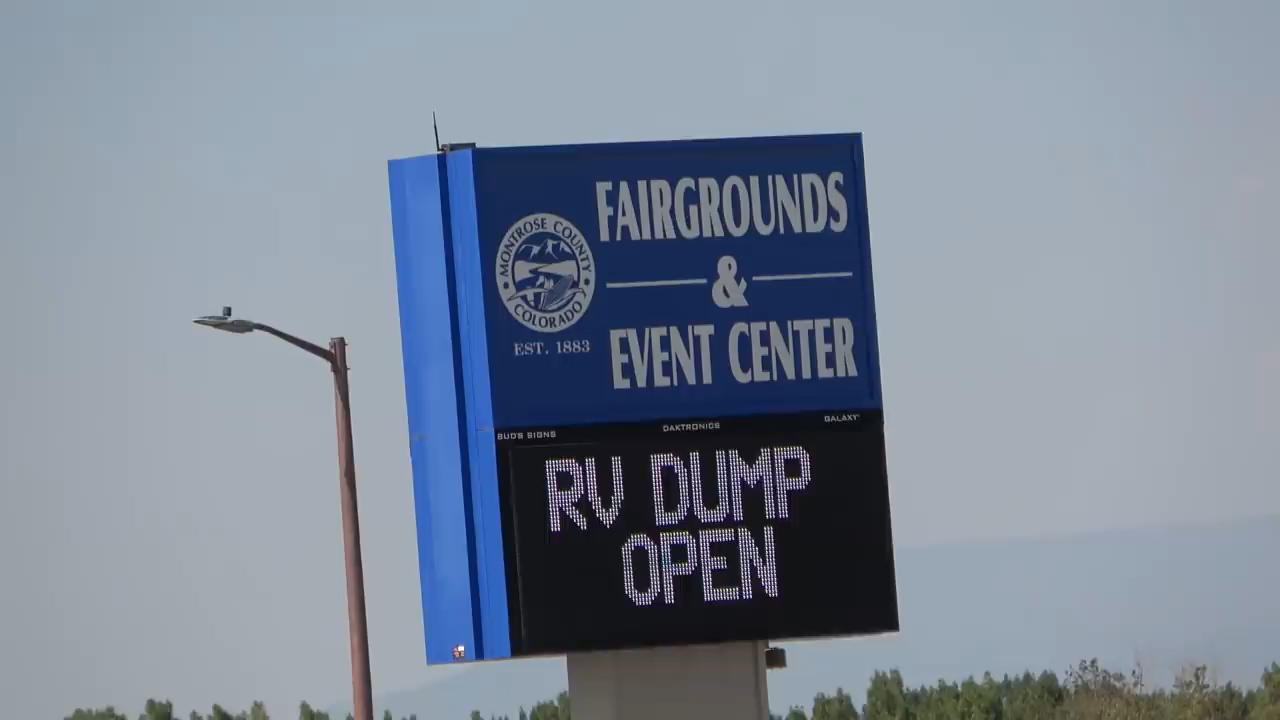 FAIRGROUNDS
&
EVENT CENTER
MONTROSE COUNTY
COLORADO
EST. 1883
BUD'S SIGNS
DAKTRONICS
GALAXY
RV DUMP
OPEN